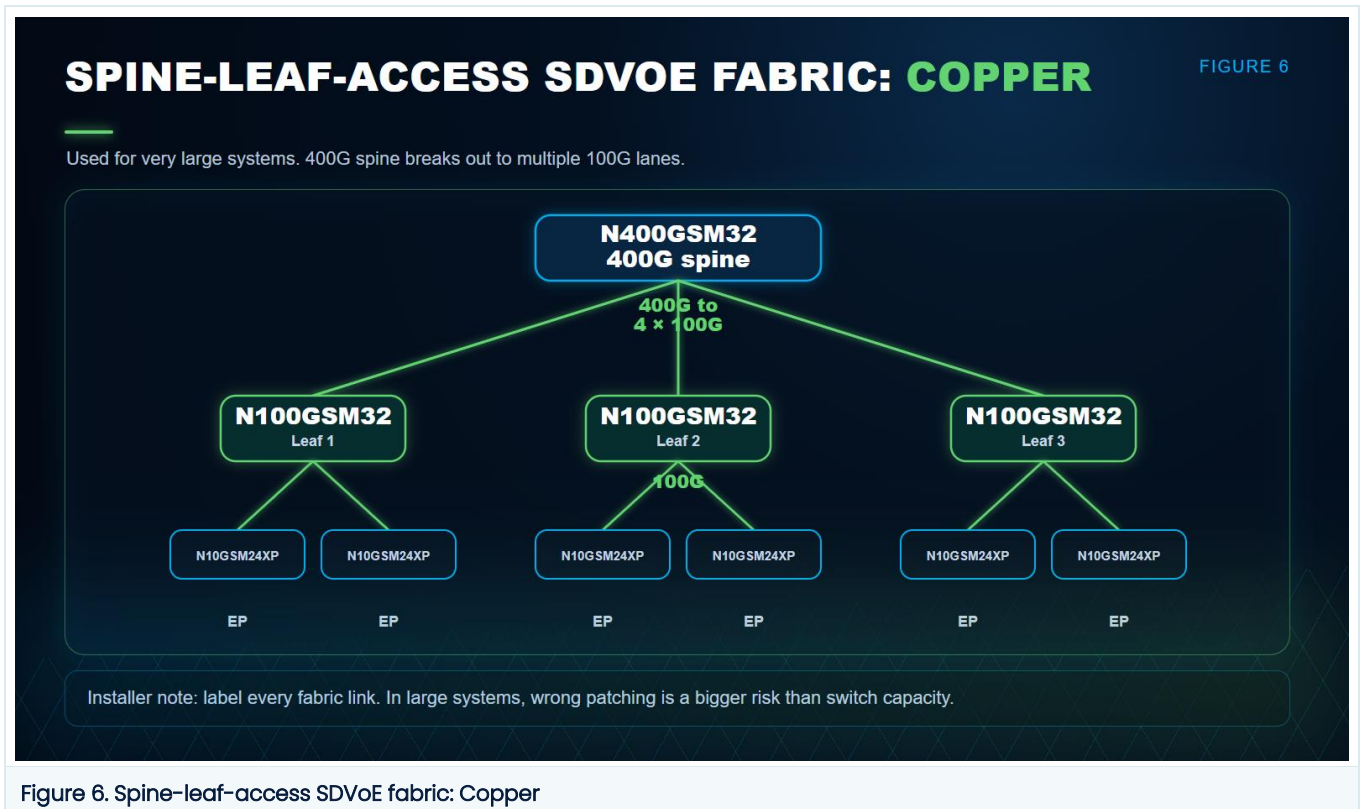 SPINE-LEAF-ACCESS SDVOE FABRIC: COPPER
FIGURE 6
Used for very large systems. 400G spine breaks out to multiple 100G lanes.
N400GSM32
400G spine
400G to
4 × 100G
N100GSM32
Leaf 1
N100GSM32
Leaf 2
N100GSM32
Leaf 3
100G
N10GSM24XP
N10GSM24XP
N10GSM24XP
N10GSM24XP
N10GSM24XP
N10GSM24XP
EP
EP
EP
EP
EP
EP
Installer note: label every fabric link. In large systems, wrong patching is a bigger risk than switch capacity.
Figure 6. Spine-leaf-access SDVoE fabric: Copper